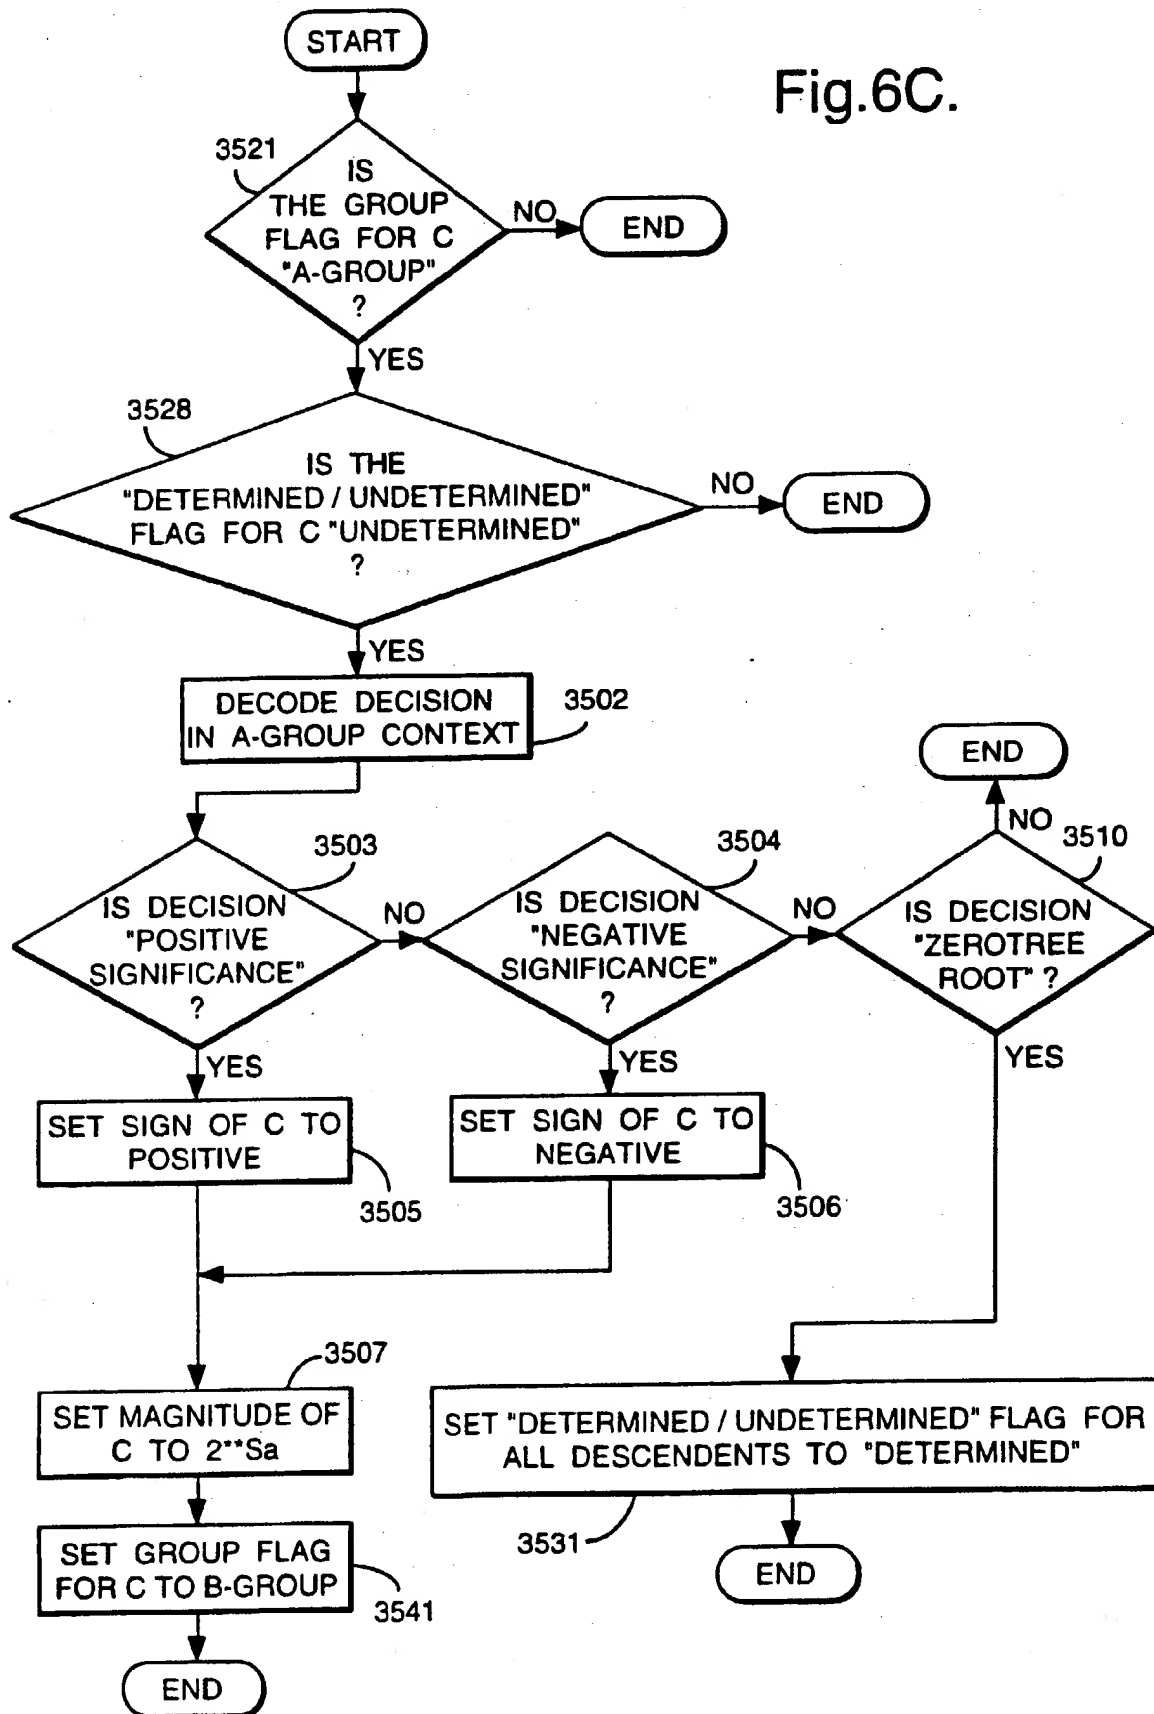 START
Fig.6C.
3521
IS
THE GROUP
FLAG FOR C
"A-GROUP"
?
NO
END
YES
3528
IS THE
"DETERMINED / UNDETERMINED"
FLAG FOR C "UNDETERMINED"
?
NO
END
YES
DECODE DECISION
IN A-GROUP CONTEXT
3502
END
NO
3503
IS DECISION
"POSITIVE
SIGNIFICANCE"
?
NO
3504
IS DECISION
"NEGATIVE
SIGNIFICANCE"
?
NO
3510
IS DECISION
"ZEROTREE
ROOT" ?
YES
YES
YES
SET SIGN OF C TO
POSITIVE
3505
SET SIGN OF C TO
NEGATIVE
3506
3507
SET MAGNITUDE OF
C TO 2**Sa
SET "DETERMINED / UNDETERMINED" FLAG FOR
ALL DESCENDENTS TO "DETERMINED"
3531
SET GROUP FLAG
FOR C TO B-GROUP
3541
END
END